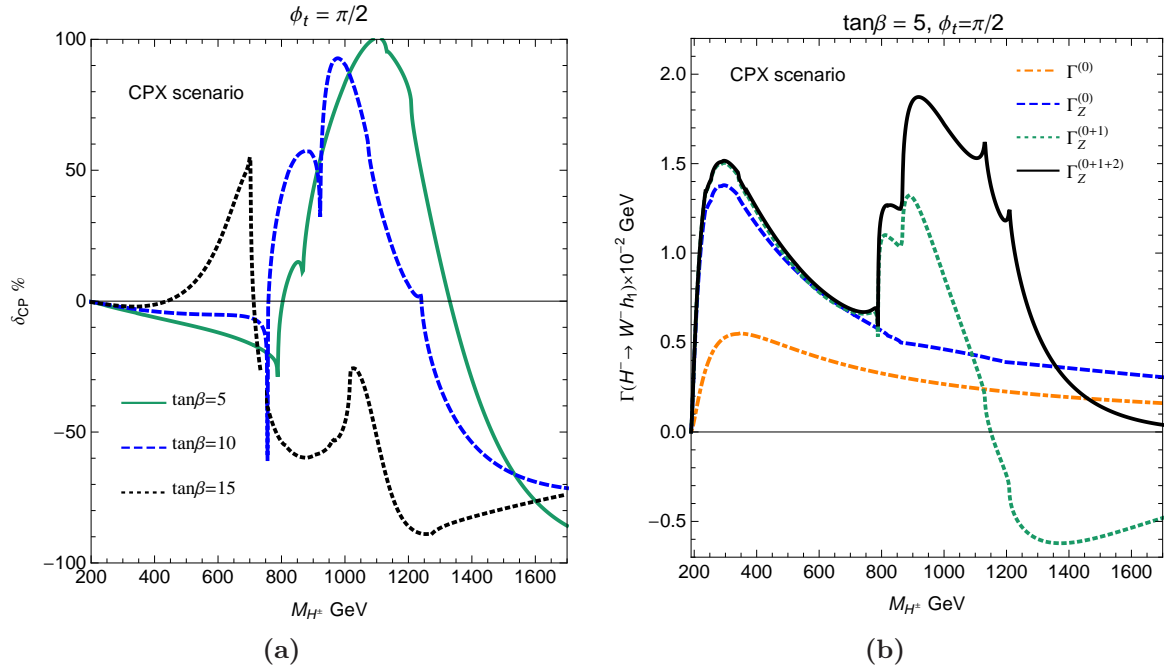 ϕt = π/2
100
50
0
−50
−100
δCP %
CPX scenario
tanβ=5
tanβ=10
tanβ=15
200 400 600 800 1000 1200 1400 1600
MH± GeV
(a)
tanβ = 5, ϕt=π/2
2.0
1.5
1.0
0.5
0.0
−0.5
Γ(H− → W− h1)×10−2 GeV
CPX scenario
Γ(0)
ΓZ(0)
ΓZ(0+1)
ΓZ(0+1+2)
200 400 600 800 1000 1200 1400 1600
MH± GeV
(b)